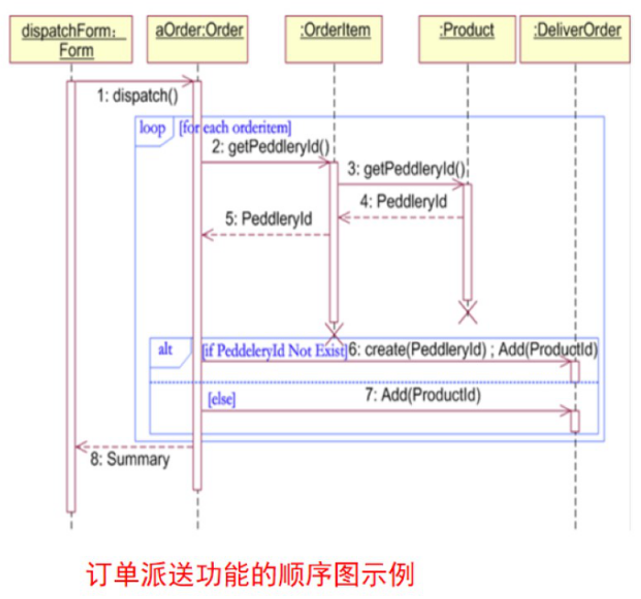 dispatchForm：
Form
aOrder:Order
:OrderItem
:Product
:DeliverOrder
1: dispatch()
loop
[for each orderitem]
2: getPeddleryId()
3: getPeddleryId()
4: PeddleryId
5: PeddleryId
alt
[if PeddeleryId Not Exist]
6: create(PeddleryId) ; Add(ProductId)
[else]
7: Add(ProductId)
8: Summary
订单派送功能的顺序图示例